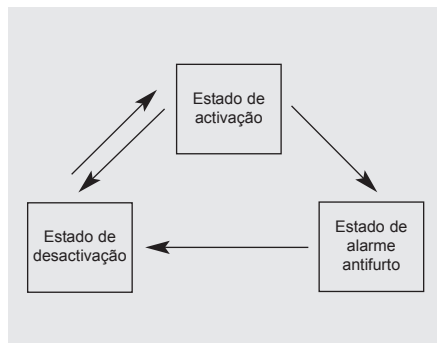 Estado de
activação
Estado de
desactivação
Estado de
alarme
antifurto